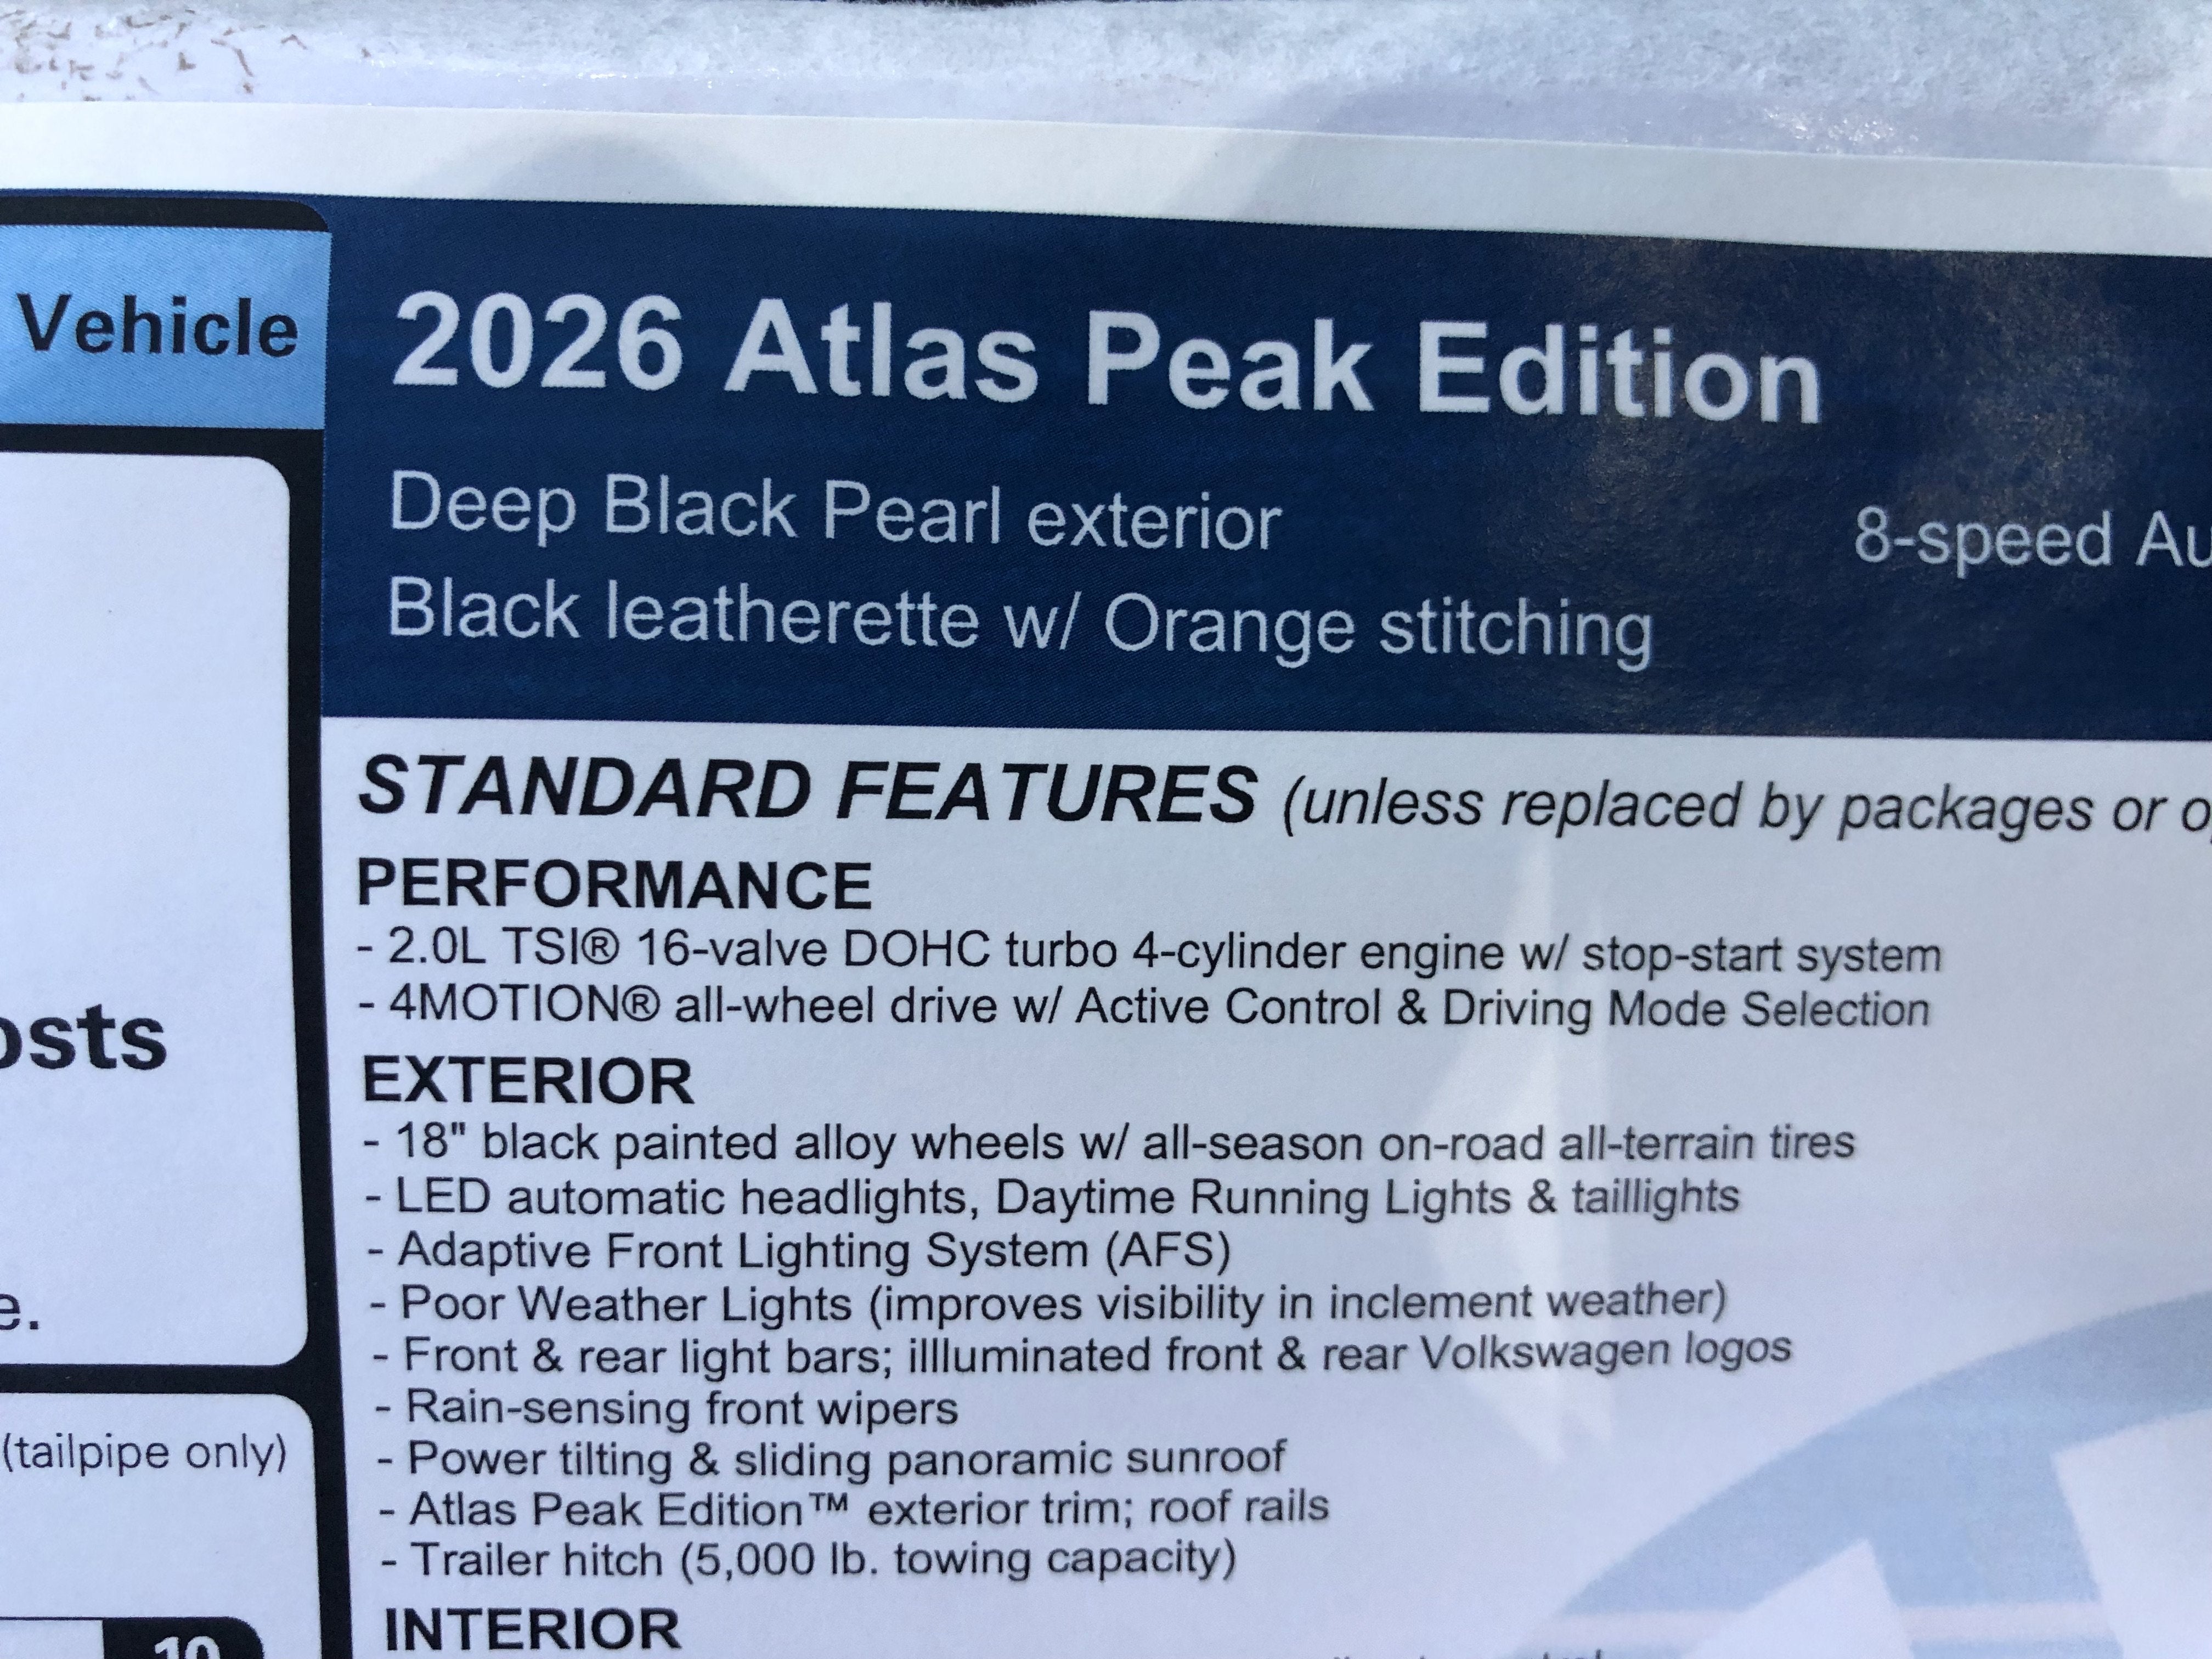 Vehicle
2026 Atlas Peak Edition
Deep Black Pearl exterior
8-speed
Black leatherette w/ Orange stitching
STANDARD FEATURES (unless replaced by packages or
PERFORMANCE
- 2.0L TSI® 16-valve DOHC turbo 4-cylinder engine w/ stop-start system
- 4MOTION® all-wheel drive w/ Active Control & Driving Mode Selection
EXTERIOR
- 18" black painted alloy wheels w/ all-season on-road all-terrain tires
- LED automatic headlights, Daytime Running Lights & taillights
- Adaptive Front Lighting System (AFS)
- Poor Weather Lights (improves visibility in inclement weather)
- Front & rear light bars; illluminated front & rear Volkswagen logos
- Rain-sensing front wipers
- Power tilting & sliding panoramic sunroof
- Atlas Peak Edition™ exterior trim; roof rails
- Trailer hitch (5,000 lb. towing capacity)
INTERIOR
osts
e.
(tailpipe only)
10